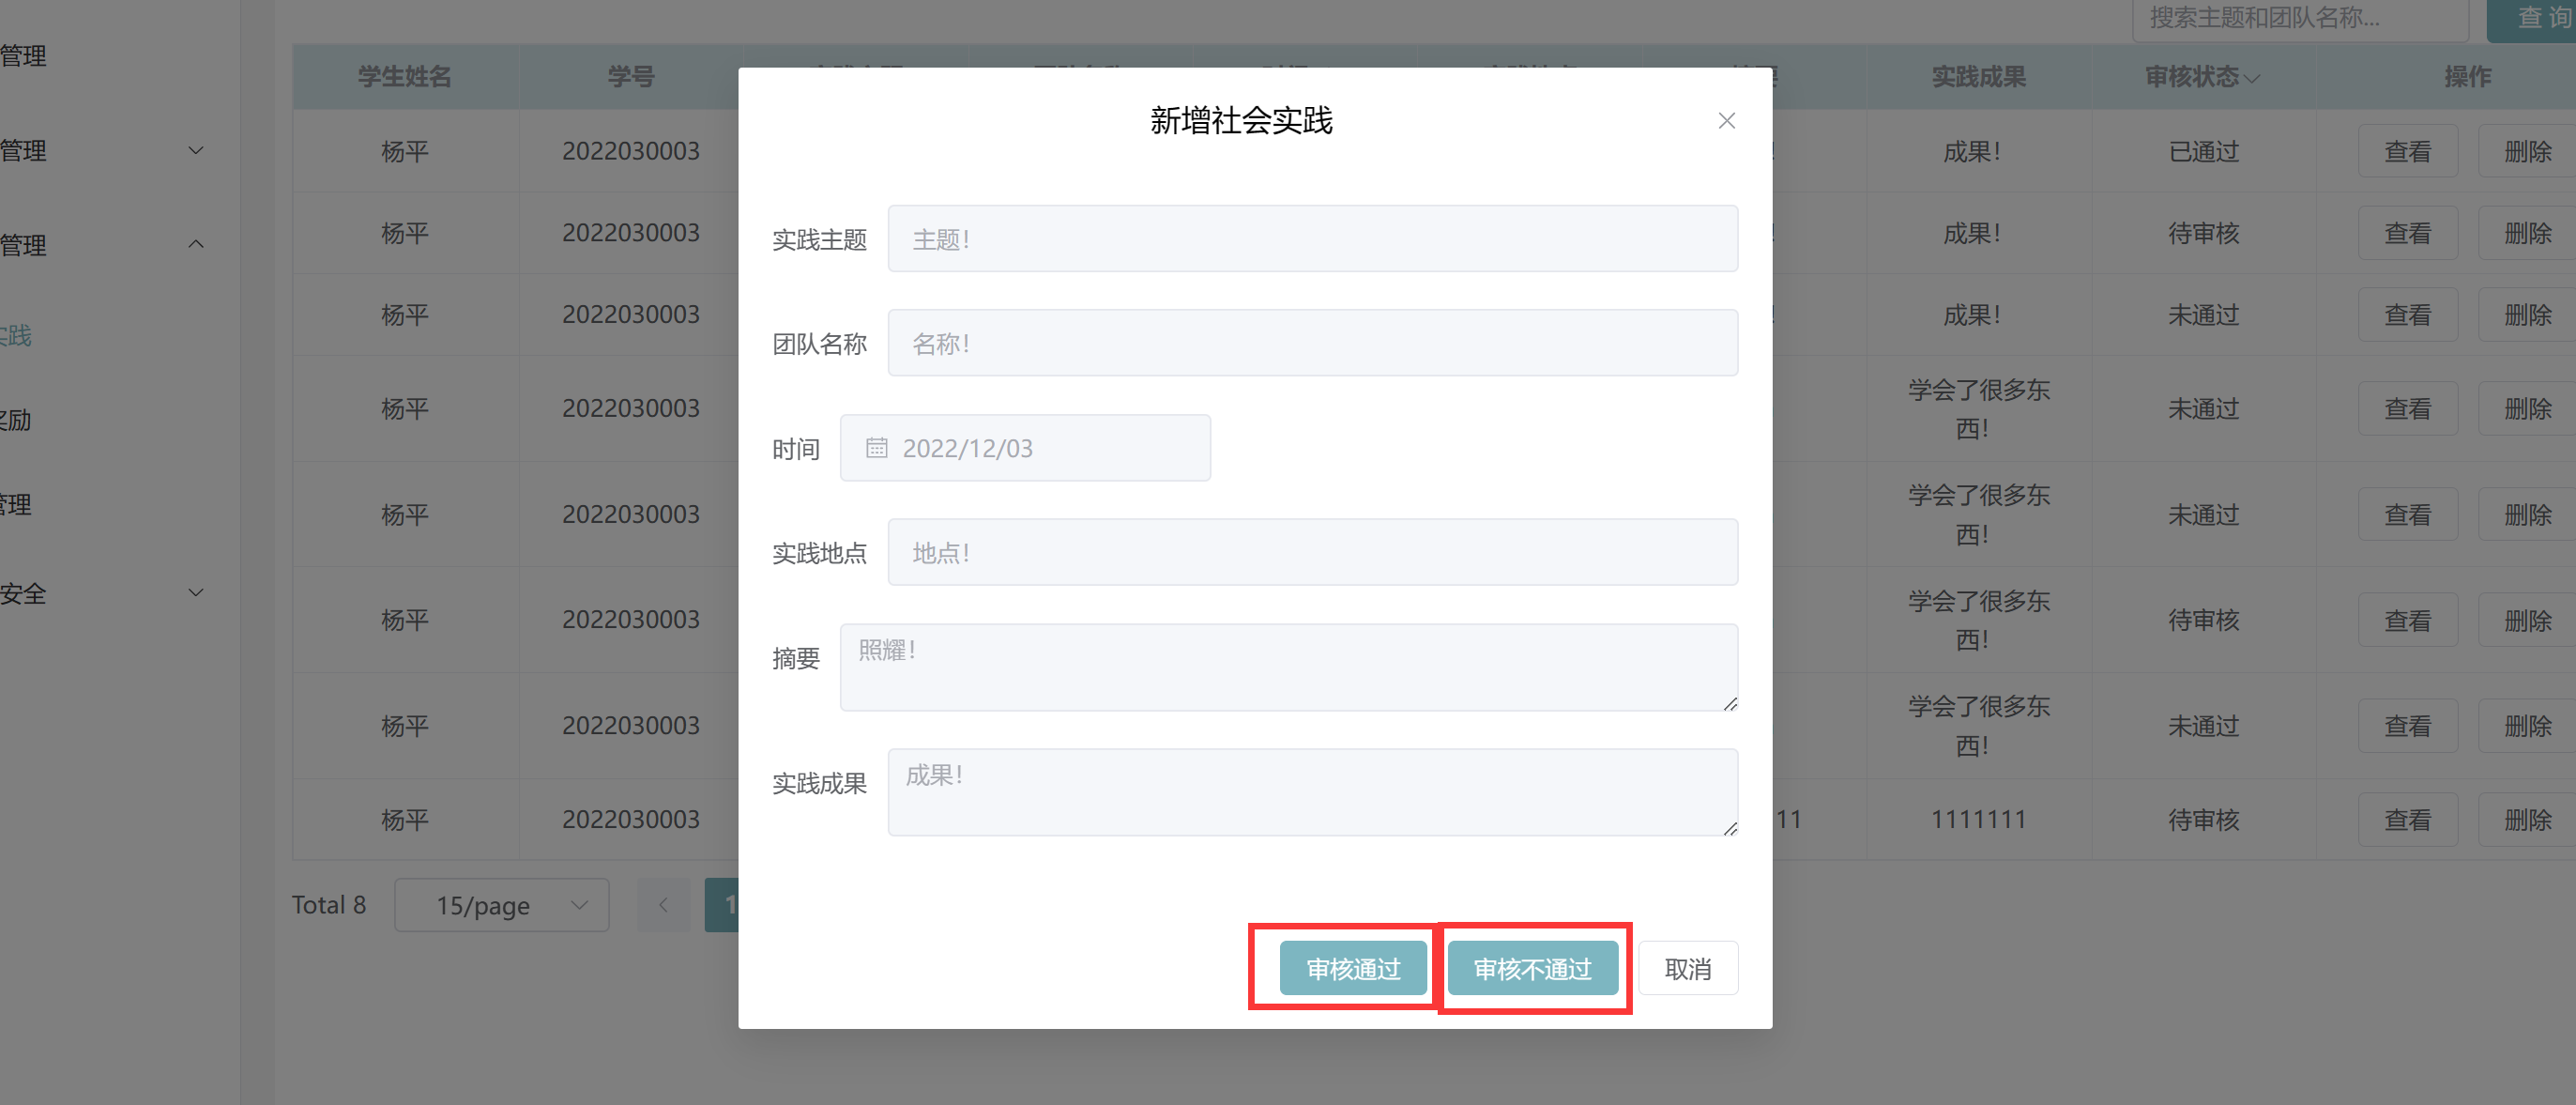 搜索主题和团队名称...
查 询
管理
管理
管理
实践
奖励
管理
安全
学生姓名 学号 实践成果 审核状态 操作
杨平 2022030003 成果！ 已通过 查看 删除
杨平 2022030003 成果！ 待审核 查看 删除
杨平 2022030003 成果！ 未通过 查看 删除
杨平 2022030003 学会了很多东 未通过 查看 删除
西！
杨平 2022030003 学会了很多东 未通过 查看 删除
西！
杨平 2022030003 学会了很多东 待审核 查看 删除
西！
杨平 2022030003 学会了很多东 未通过 查看 删除
西！
杨平 2022030003 11 1111111 待审核 查看 删除
Total 8 15/page 1
新增社会实践
实践主题 主题！
团队名称 名称！
时间 2022/12/03
实践地点 地点！
摘要 照耀！
实践成果 成果！
审核通过 审核不通过 取消